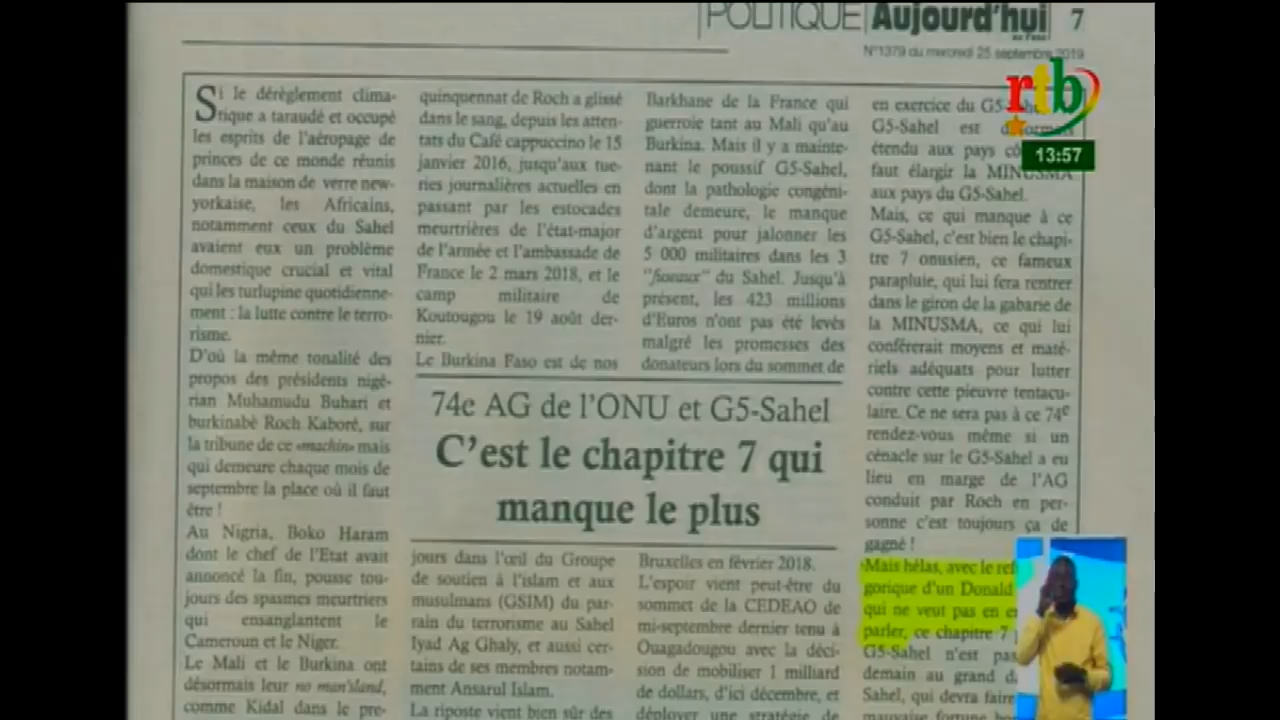 POLITIQUE Aujourd'hui 7
N°1379 du mercredi 25 septembre 2019
rtb
13:57
Si le dérèglement clima-
tique a taraudé et occupé
les esprits de l'aéropage de
princes de ce monde réunis
dans la maison de verre new-
yorkaise, les Africains,
notamment ceux du Sahel
avaient eux un problème
domestique crucial et vital
qui les turlupine quotidienne-
ment : la lutte contre le terro-
risme.
D'où la même tonalité des
propos des présidents nigé-
rian Muhamudu Buhari et
burkinabè Roch Kaboré, sur
la tribune de ce «machin» mais
qui demeure chaque mois de
septembre la place où il faut
être !
Au Nigria, Boko Haram
dont le chef de l'Etat avait
annoncé la fin, pousse tou-
jours des spasmes meurtriers
qui ensanglantent le
Cameroun et le Niger.
Le Mali et le Burkina ont
désormais leur no man'sland,
comme Kidal dans le pre-
quinquennat de Roch a glissé
dans le sang, depuis les atten-
tats du Café cappuccino le 15
janvier 2016, jusqu'aux tue-
ries journalières actuelles en
passant par les estocades
meurtrières de l'état-major
de l'armée et l'ambassade de
France le 2 mars 2018, et le
camp militaire de
Koutougou le 19 août der-
nier.
Le Burkina Faso est de nos
74e AG de l'ONU et G5-Sahel
C'est le chapitre 7 qui
manque le plus
jours dans l'œil du Groupe
de soutien à l'islam et aux
musulmans (GSIM) du par-
rain du terrorisme au Sahel
Iyad Ag Ghaly, et aussi cer-
tains de ses membres notam-
ment Ansarul Islam.
La riposte vient bien sûr des
Barkhane de la France qui
guerroie tant au Mali qu'au
Burkina. Mais il y a mainte-
nant le poussif G5-Sahel,
dont la pathologie congéni-
tale demeure, le manque
d'argent pour jalonner les
5 000 militaires dans les 3
"fuseaux" du Sahel. Jusqu'à
présent, les 423 millions
d'Euros n'ont pas été levés
malgré les promesses des
donateurs lors du sommet de
Bruxelles en février 2018.
L'espoir vient peut-être du
sommet de la CEDEAO de
mi-septembre dernier tenu à
Ouagadougou avec la déci-
sion de mobiliser 1 milliard
de dollars, d'ici décembre, et
déployer une stratégie de
en exercice du G5-Sahel
G5-Sahel est désormais
étendu aux pays
faut élargir la MINUSMA
aux pays du G5-Sahel.
Mais, ce qui manque à ce
G5-Sahel, c'est bien le chapi-
tre 7 onusien, ce fameux
parapluie, qui lui fera rentrer
dans le giron de la gabarse de
la MINUSMA, ce qui lui
confèrerait moyens et maté-
riels adéquats pour lutter
contre cette pieuvre tentacu-
laire. Ce ne sera pas à ce 74e
rendez-vous même si un
cénacle sur le G5-Sahel a eu
lieu en marge de l'AG
conduit par Roch en per-
sonne c'est toujours ça de
gagné !
Mais hélas, avec le ref
gorique d'un Donald
qui ne veut pas en
parler, ce chapitre 7
G5-Sahel n'est pas
demain au grand
Sahel, qui devra faire
mauvaise fortune